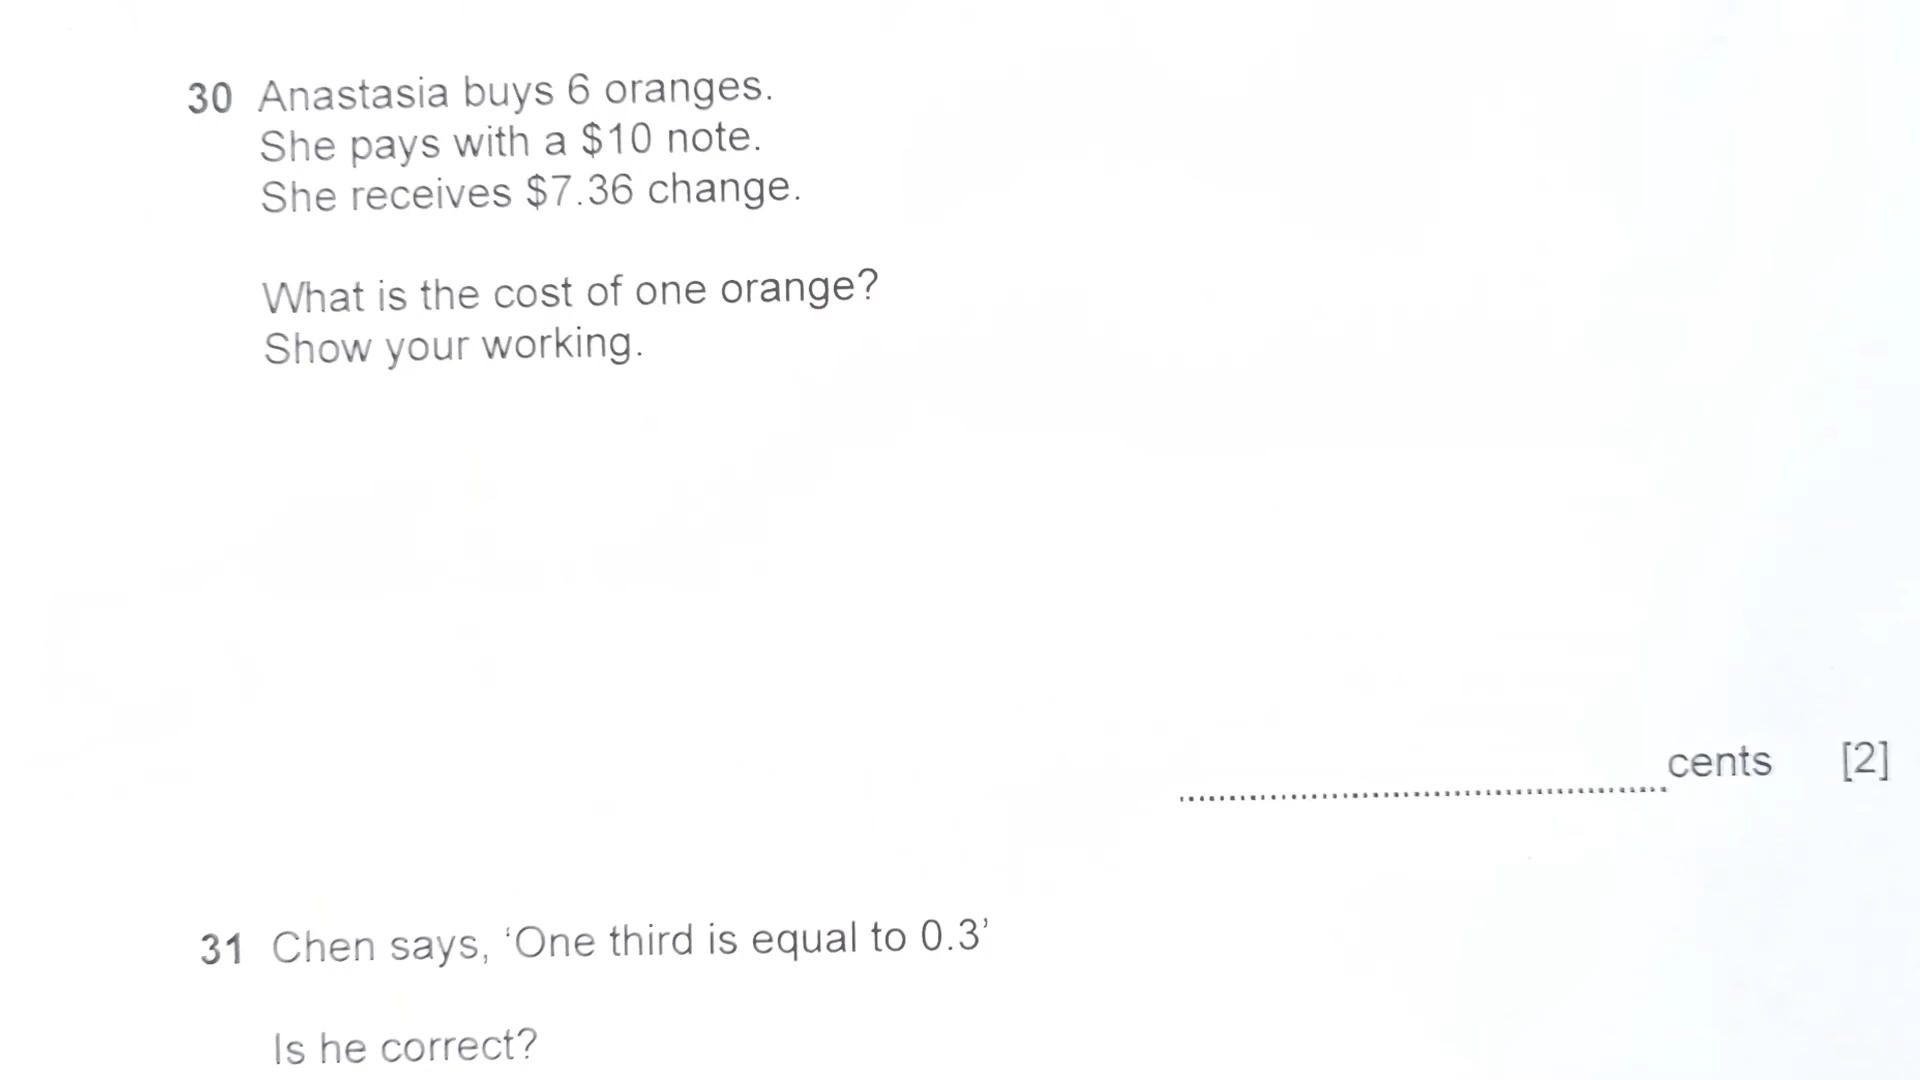 30 Anastasia buys 6 oranges.
She pays with a $10 note.
She receives $7.36 change.
What is the cost of one orange?
Show your working.
........................................ cents [2]
31 Chen says, ‘One third is equal to 0.3’
Is he correct?